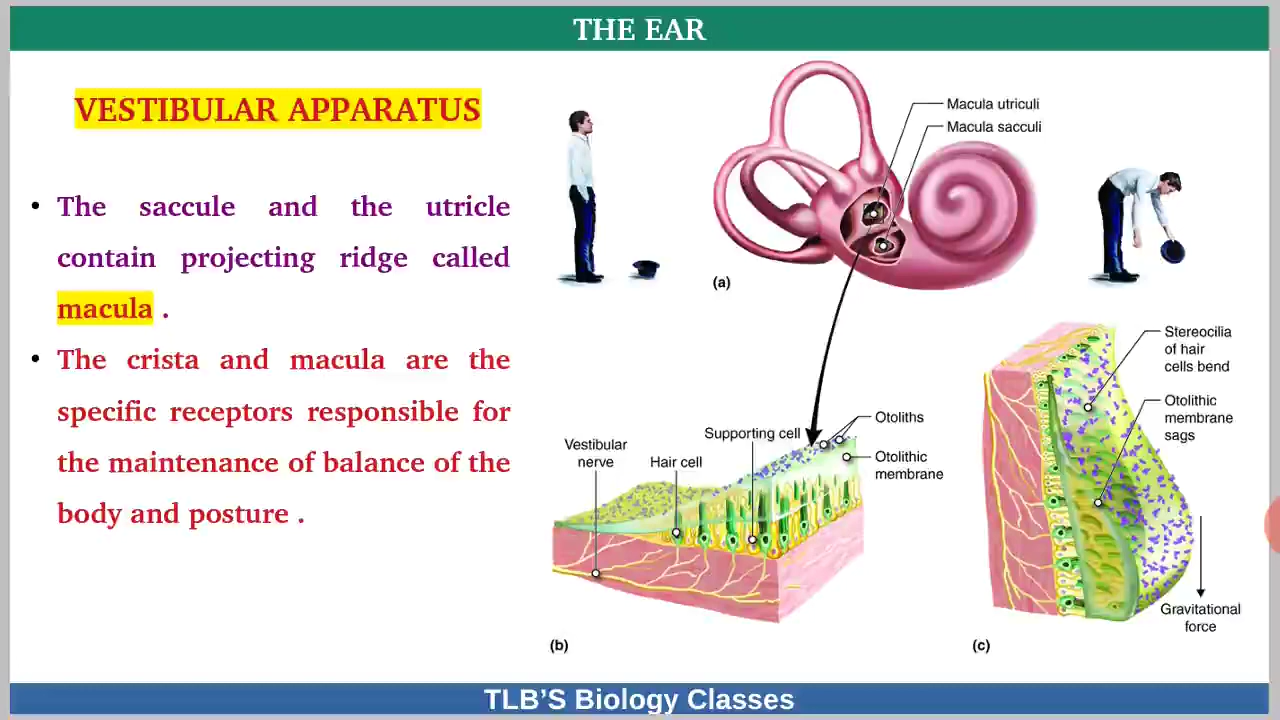 THE EAR
VESTIBULAR APPARATUS
• The saccule and the utricle
contain projecting ridge called
macula .
• The crista and macula are the
specific receptors responsible for
the maintenance of balance of the
body and posture .
Macula utriculi
Macula sacculi
(a)
Otoliths
Otolithic
membrane
Supporting cell
Vestibular
nerve
Hair cell
(b)
Stereocilia
of hair
cells bend
Otolithic
membrane
sags
Gravitational
force
(c)
TLB'S Biology Classes